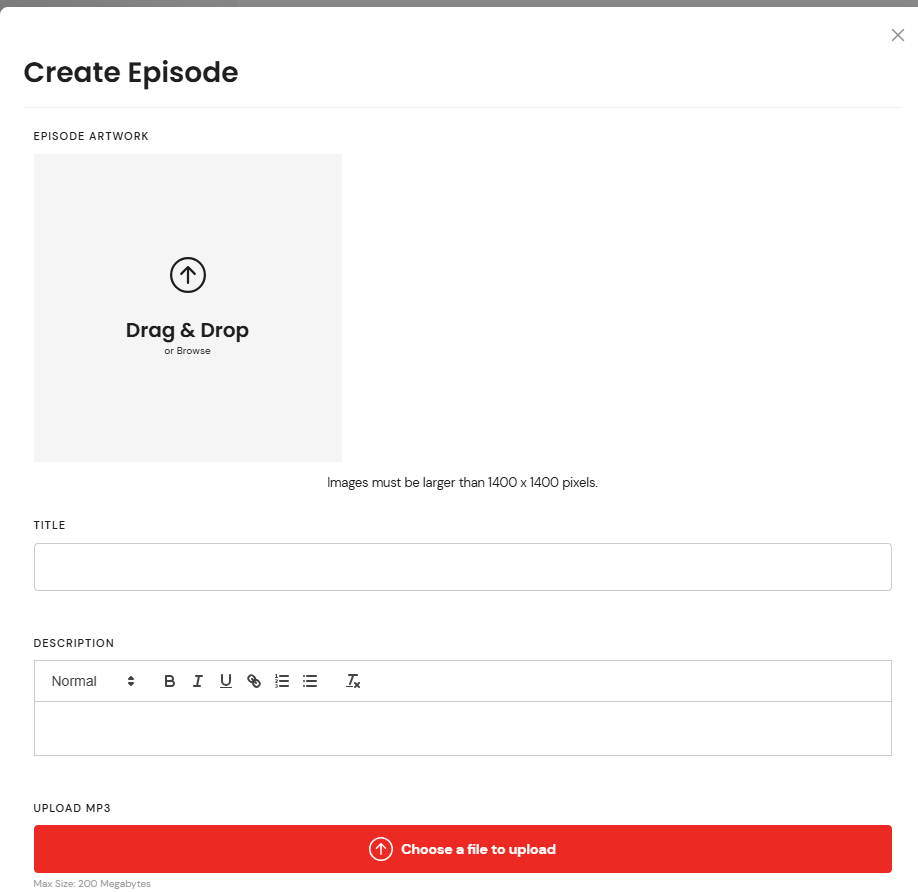 Create Episode
EPISODE ARTWORK
Drag & Drop
or Browse
Images must be larger than 1400 x 1400 pixels.
TITLE
DESCRIPTION
Normal B I U
UPLOAD MP3
Choose a file to upload
Max Size: 200 Megabytes